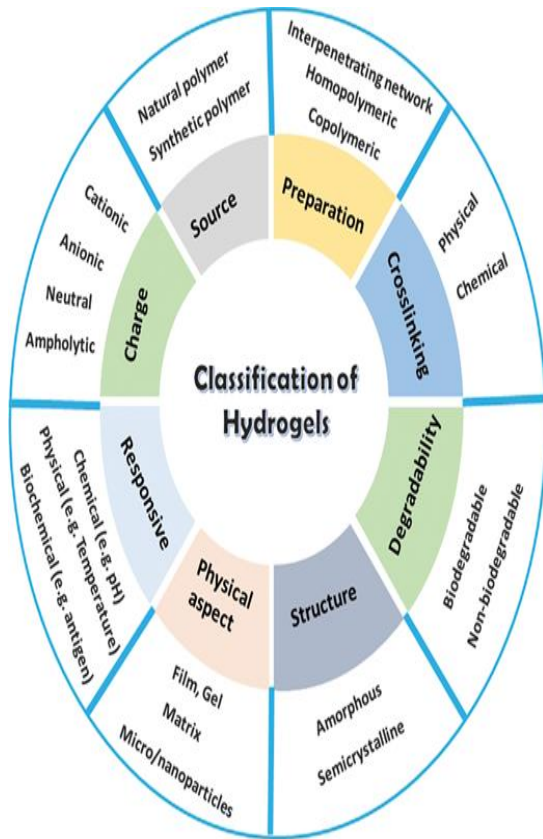 Classification of
Hydrogels
Source
Natural polymer
Synthetic polymer
Preparation
Interpenetrating network
Homopolymeric
Copolymeric
Crosslinking
Physical
Chemical
Degradability
Biodegradable
Non-biodegradable
Structure
Amorphous
Semicrystalline
Physical
aspect
Film, Gel
Matrix
Micro/nanoparticles
Responsive
Chemical (e.g. pH)
Physical (e.g. Temperature)
Biochemical (e.g. antigen)
Charge
Cationic
Anionic
Neutral
Ampholytic